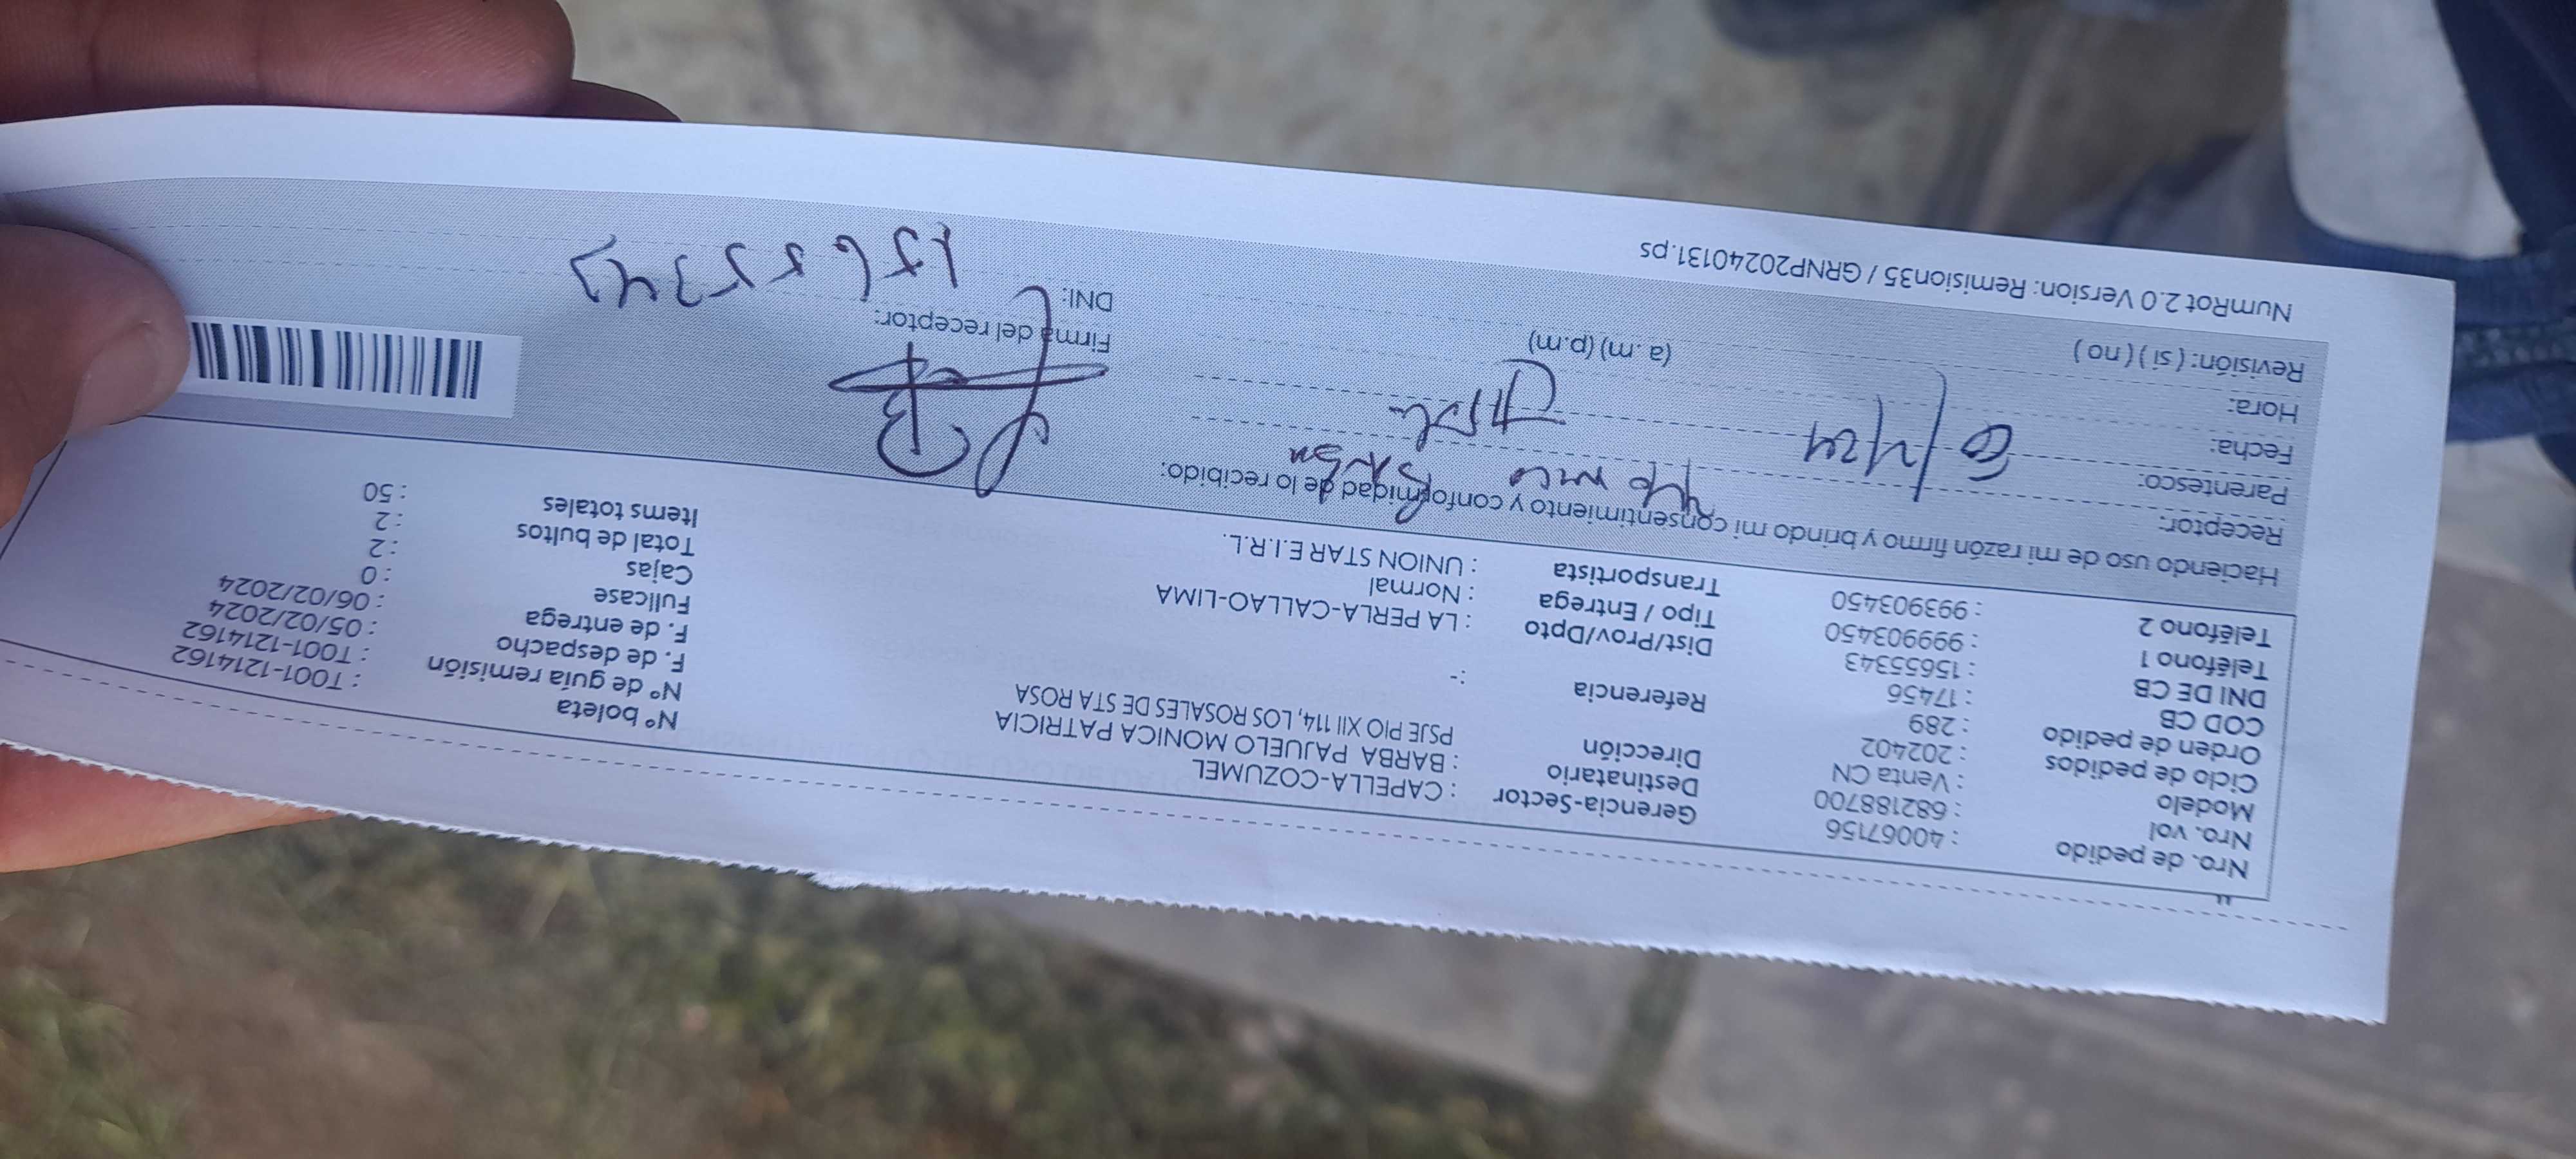 Nro. de pedido : 40067156 Gerencia-Sector : CAPELLA-COZUMEL Nº boleta : T001-1214162
Nro. vol : 682188700 Destinatario : BARBA PAJUELO MONICA PATRICIA Nº de guía remisión : T001-1214162
Modelo : Venta CN Dirección PSJE PIO XII 114, LOS ROSALES DE STA ROSA F. de despacho : 05/02/2024
Ciclo de pedidos : 202402 F. de entrega : 06/02/2024
Orden de pedido : 289 Referencia :- Fullcase : 0
COD CB : 17456 Cajas : 2
DNI DE CB : 15655343 Dist/Prov/Dpto : LA PERLA-CALLAO-LIMA Total de bultos : 2
Teléfono 1 : 999903450 Tipo / Entrega : Normal Items totales : 50
Teléfono 2 : 993903450 Transportista : UNION STAR E.I.R.L.
Haciendo uso de mi razón firmo y brindo mi consentimiento y conformidad de lo recibido:
Receptor:
Parentesco:
Fecha:
Hora: (a .m) (p.m) Firma del receptor:
Revisión: ( si ) ( no ) DNI: 15655343
NumRot 2.0 Version: Remision35 / GRNP20240131.ps